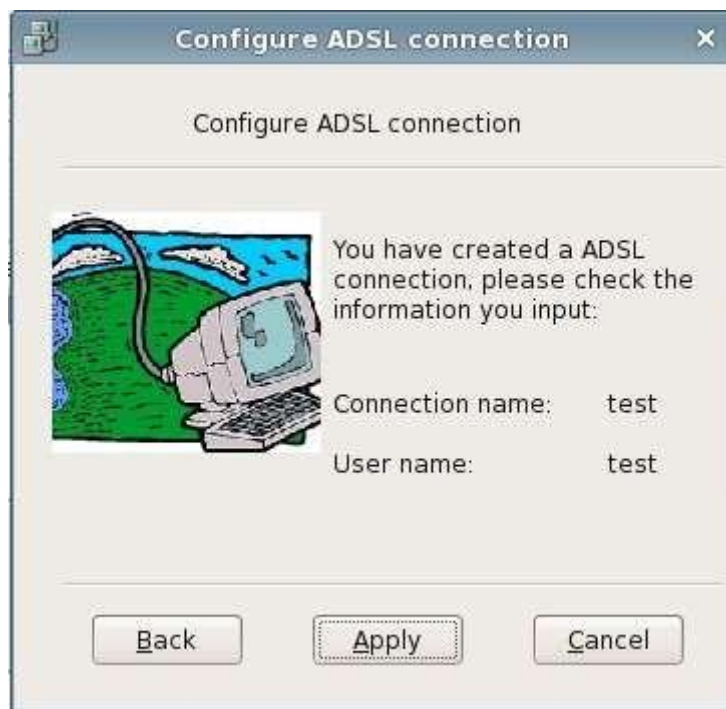 Configure ADSL connection
Configure ADSL connection
You have created a ADSL
connection, please check the
information you input:
Connection name: test
User name: test
Back Apply Cancel